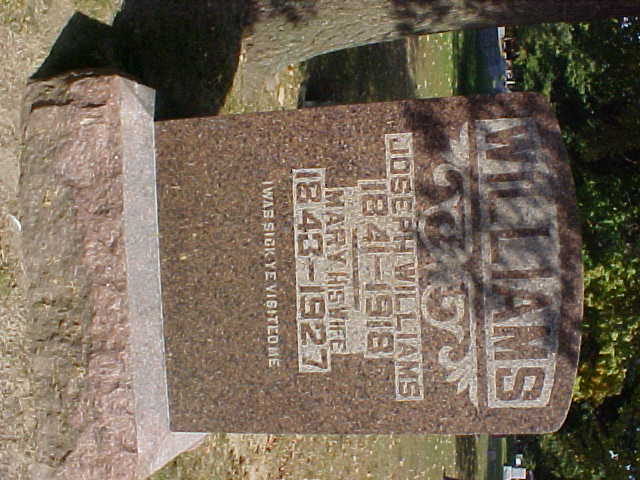 WILLIAMS
JOSEPH WILLIAMS
1841-1918
MARY HIS WIFE
1843-1927
I WAS SICK YE VISITED ME